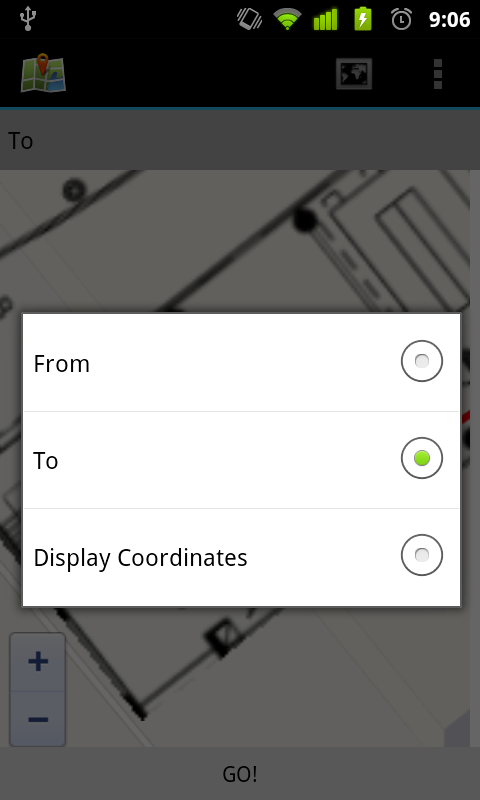 9:06
To
From
To
Display Coordinates
+
−
GO!